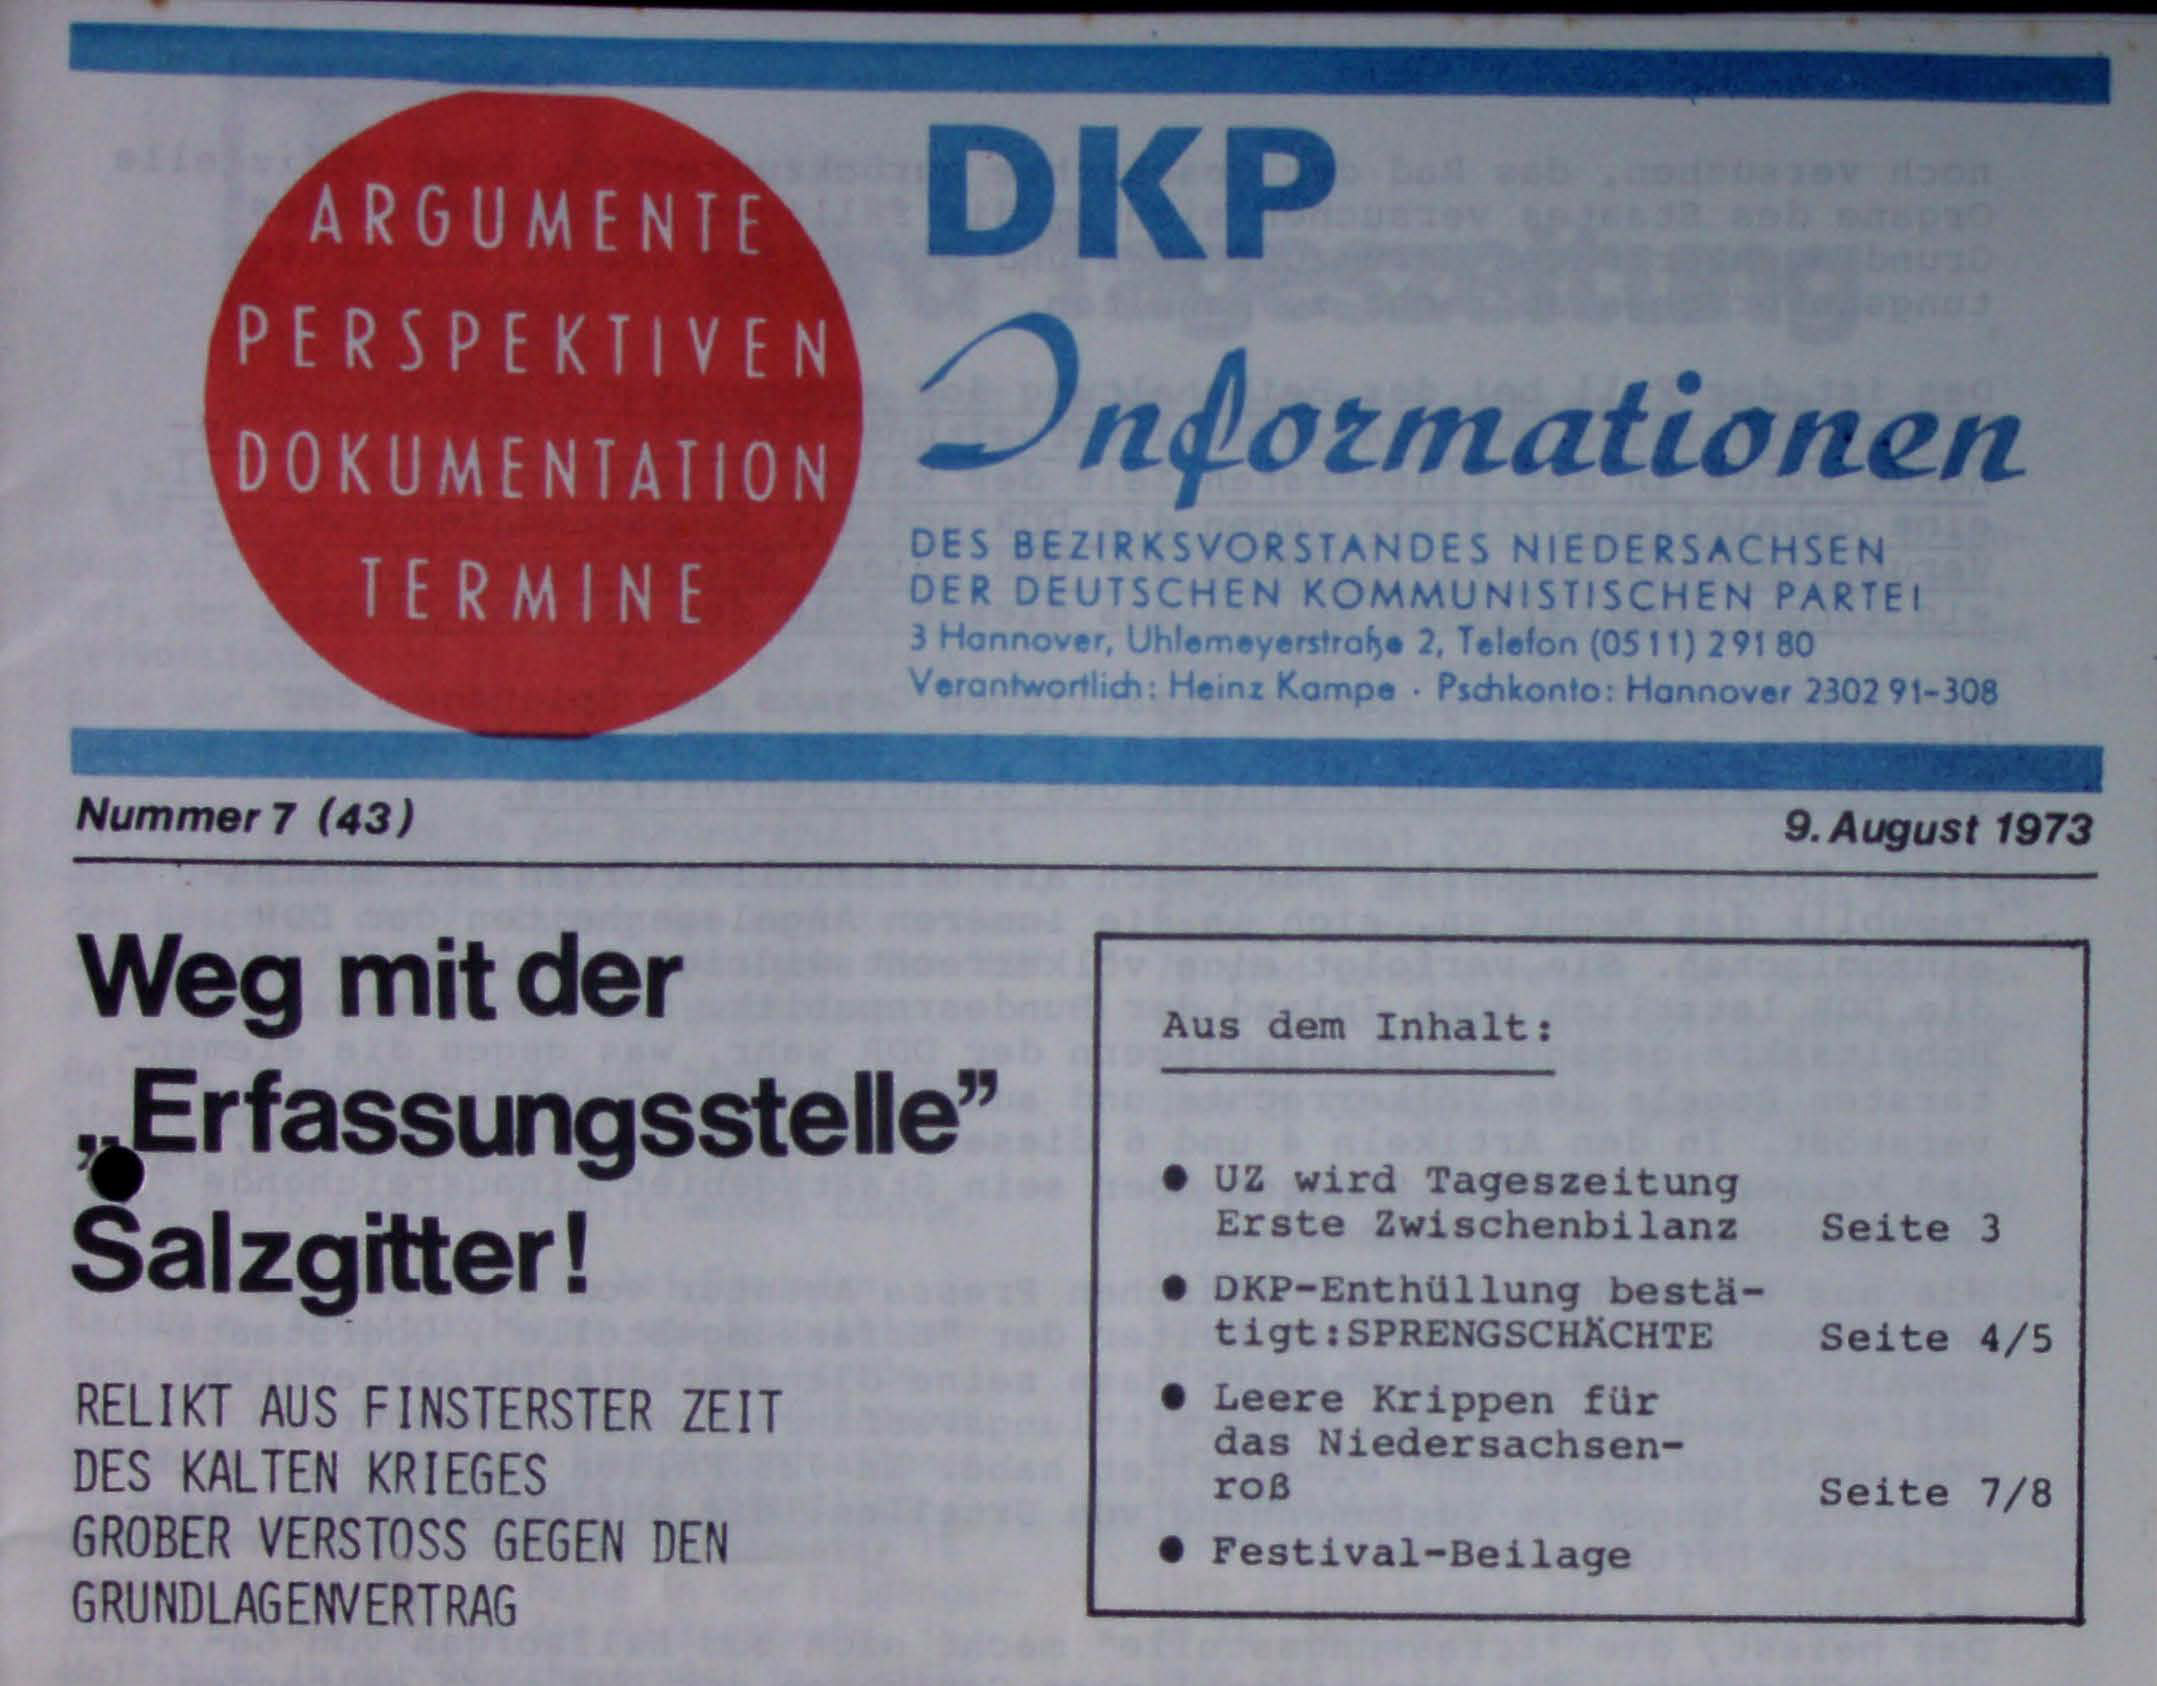 ARGUMENTE
PERSPEKTIVEN
DOKUMENTATION
TERMINE
DKP
Informationen
DES BEZIRKSVORSTANDES NIEDERSACHSEN
DER DEUTSCHEN KOMMUNISTISCHEN PARTEI
3 Hannover, Uhlemeyerstraße 2, Telefon (0511) 2 91 80
Verantwortlich: Heinz Kampe · Pschkonto: Hannover 2302 91-308
Nummer 7 (43)
9. August 1973
Weg mit der
„Erfassungsstelle”
Salzgitter!
RELIKT AUS FINSTERSTER ZEIT
DES KALTEN KRIEGES
GROBER VERSTOSS GEGEN DEN
GRUNDLAGENVERTRAG
Aus dem Inhalt:
● UZ wird Tageszeitung
Erste Zwischenbilanz Seite 3
● DKP-Enthüllung bestä-
tigt:SPRENGSCHÄCHTE Seite 4/5
● Leere Krippen für
das Niedersachsen-
roß Seite 7/8
● Festival-Beilage